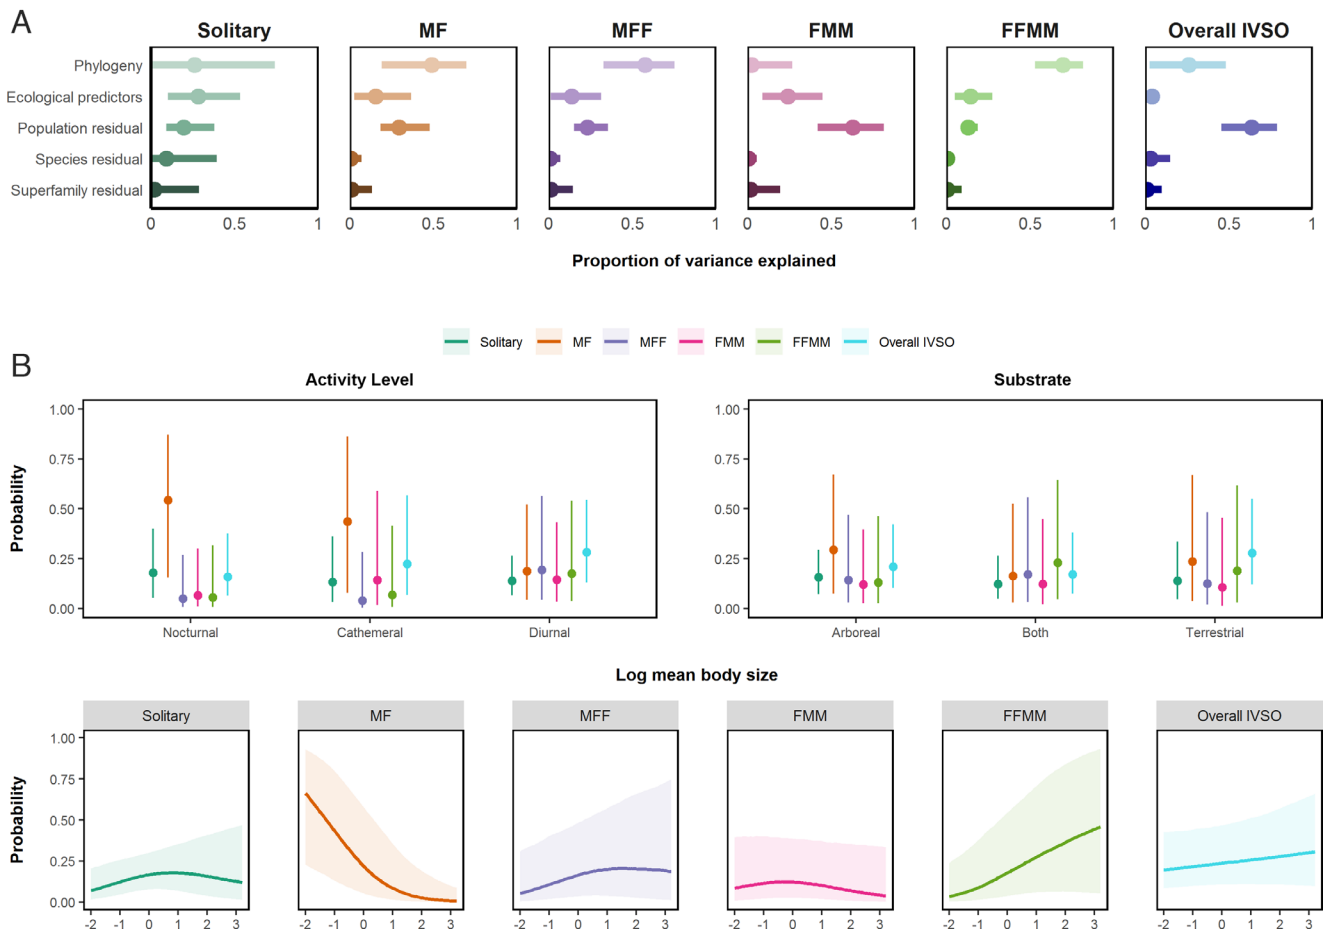 A
Solitary MF MFF FMM FFMM Overall IVSO
Phylogeny
Ecological predictors
Population residual
Species residual
Superfamily residual
0 0.5 1 0 0.5 1 0 0.5 1 0 0.5 1 0 0.5 1 0 0.5 1
Proportion of variance explained
Solitary MF MFF FMM FFMM Overall IVSO
B
Activity Level Substrate
Probability
1.00 1.00
0.75 0.75
0.50 0.50
0.25 0.25
0.00 0.00
Nocturnal Cathemeral Diurnal Arboreal Both Terrestrial
Log mean body size
Solitary MF MFF FMM FFMM Overall IVSO
Probability
1.00
0.75
0.50
0.25
0.00
-2 -1 0 1 2 3 -2 -1 0 1 2 3 -2 -1 0 1 2 3 -2 -1 0 1 2 3 -2 -1 0 1 2 3 -2 -1 0 1 2 3